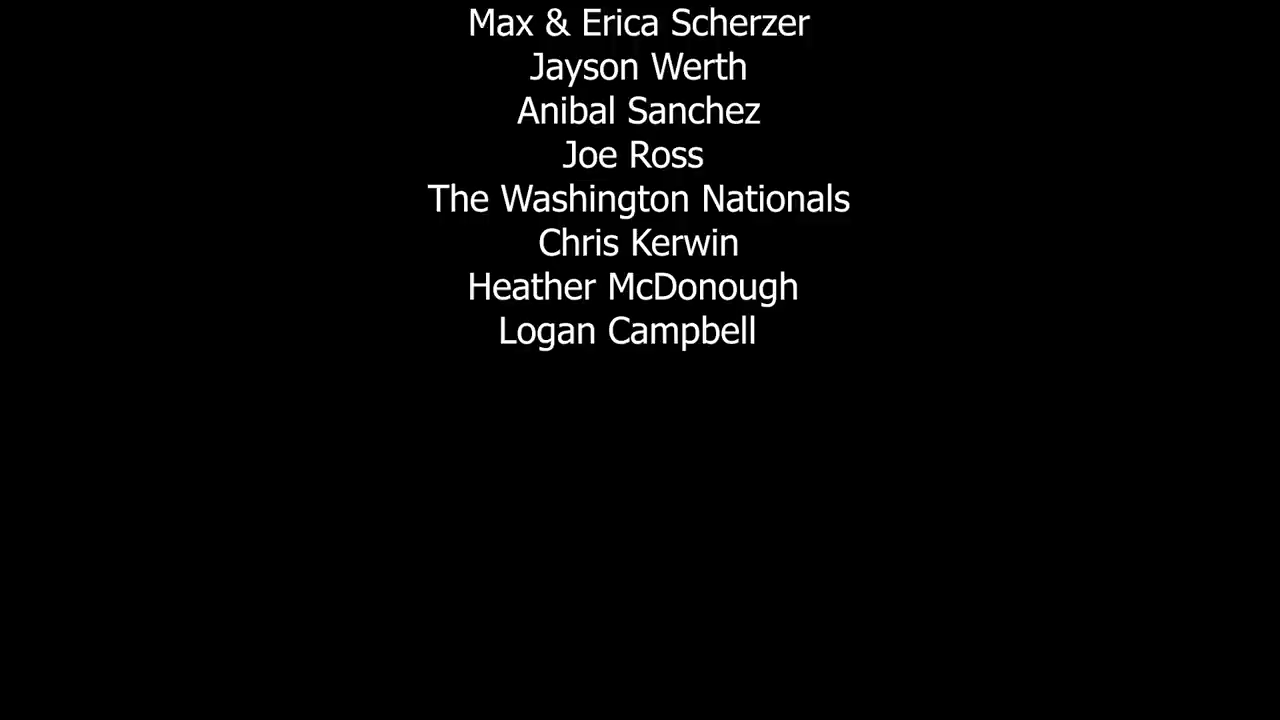 Max & Erica Scherzer
Jayson Werth
Anibal Sanchez
Joe Ross
The Washington Nationals
Chris Kerwin
Heather McDonough
Logan Campbell